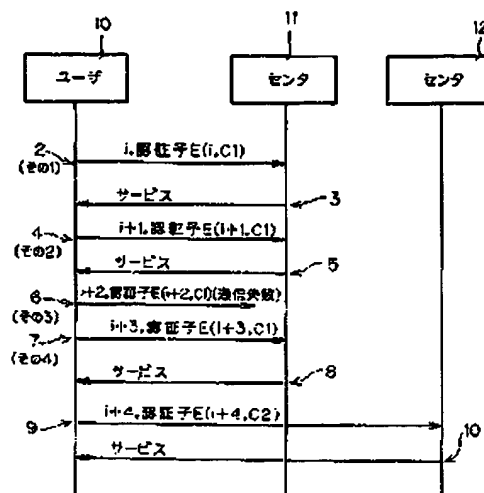 10
11
12
ユーザ
センタ
センタ
2
(その1)
i,認証子E(i,C1)
サービス
3
4
(その2)
i+1,認証子E(i+1,C1)
サービス
5
6
(その3)
i+2,認証子E(i+2,C1)(通信失敗)
7
(その4)
i+3,認証子E(i+3,C1)
サービス
8
9
i+4,認証子E(i+4,C2)
サービス
10